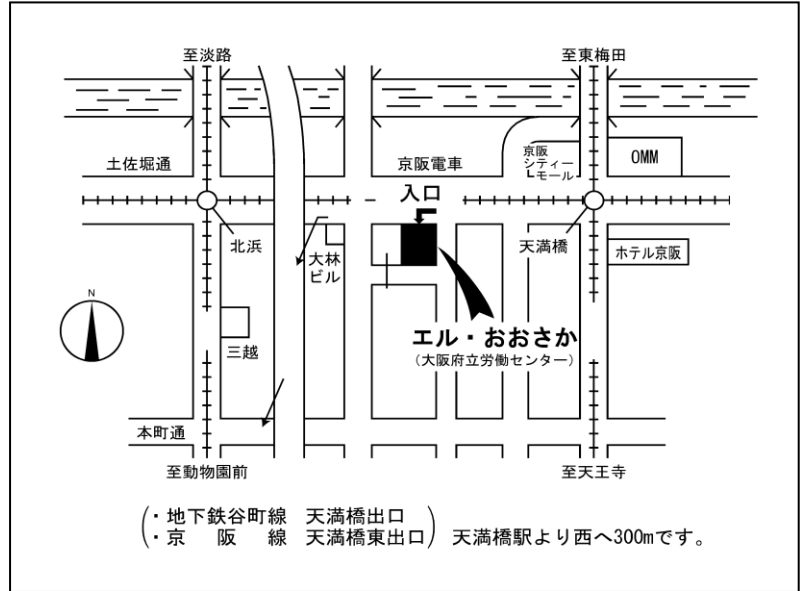 至淡路
至東梅田
土佐堀通
京阪電車
京阪
シティー
モール
OMM
入口
北浜
大林
ビル
天満橋
ホテル京阪
N
エル・おおさか
（大阪府立労働センター）
三越
本町通
至動物園前
至天王寺
・地下鉄谷町線 天満橋出口
・京阪線 天満橋東出口
天満橋駅より西へ300mです。